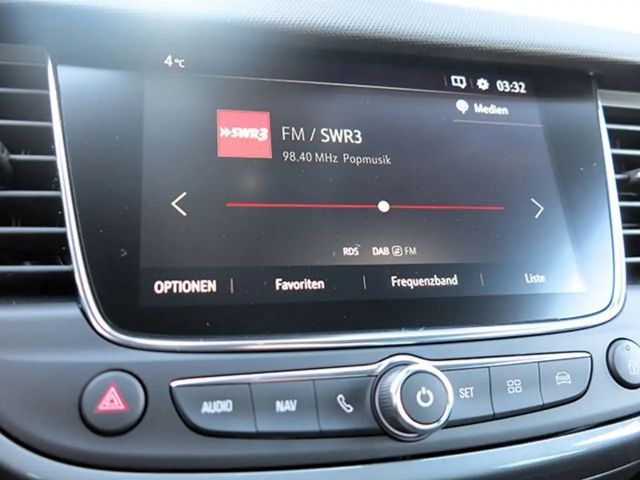 4°C
03:32
Medien
SWR3 FM / SWR3
98.40 MHz Popmusik
RDS DAB FM
OPTIONEN Favoriten Frequenzband Liste
AUDIO NAV SET